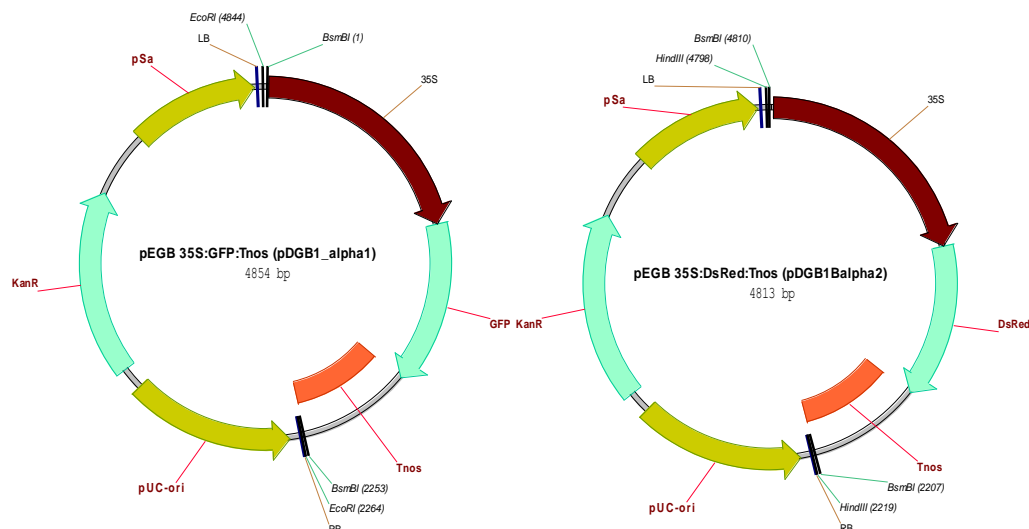 EcoRI (4844)
BsmBI (1)
LB
pSa
35S
pEGB 35S:GFP:Tnos (pDGB1_alpha1)
4854 bp
KanR
GFP
Tnos
pUC-ori
BsmBI (2253)
EcoRI (2264)
RB
BsmBI (4810)
HindIII (4798)
LB
pSa
35S
pEGB 35S:DsRed:Tnos (pDGB1Balpha2)
4813 bp
KanR
DsRed
Tnos
pUC-ori
BsmBI (2207)
HindIII (2219)
RB